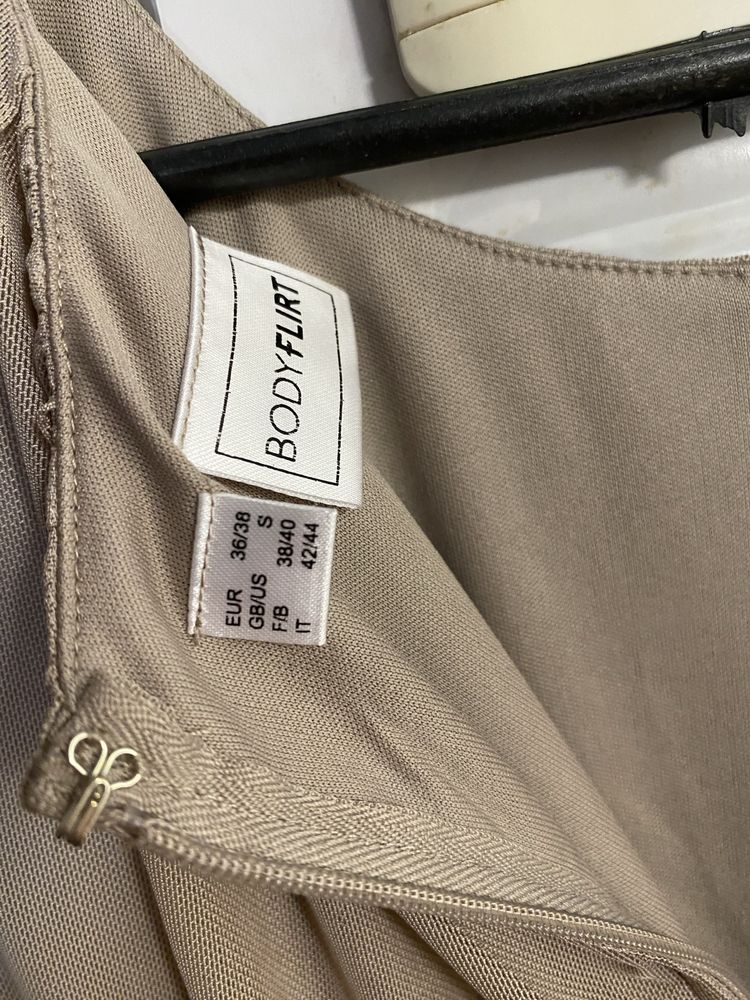 BODYFLIRT
EUR 36/38
GB/US S
F/B 38/40
IT 42/44